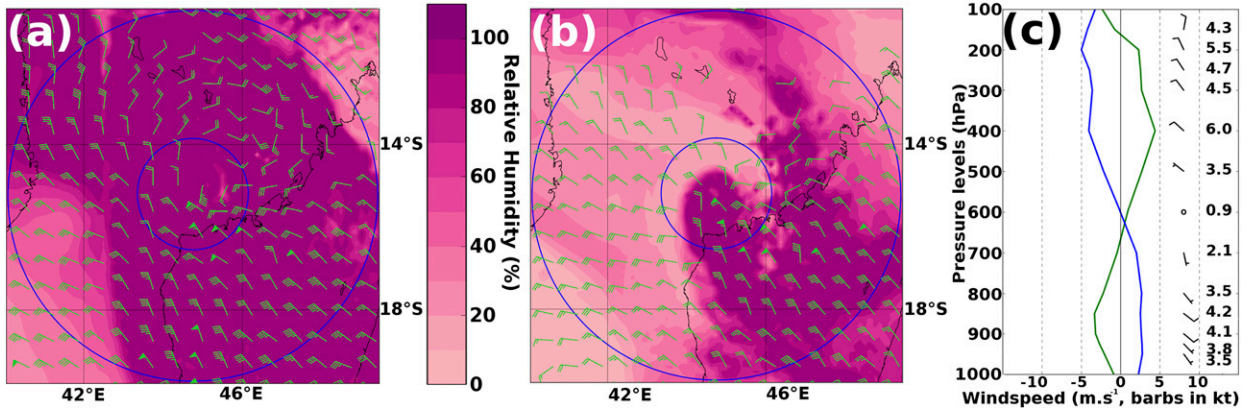 (a)
(b)
(c)
100
80
60
40
20
0
Relative Humidity (%)
14°S
18°S
42°E
46°E
14°S
18°S
42°E
46°E
Pressure levels (hPa)
100
200
300
400
500
600
700
800
900
1000
4.3
5.5
4.7
4.5
6.0
3.5
0.9
2.1
3.5
4.2
4.1
3.8
3.5
-10
-5
0
5
10
Windspeed (m.s⁻¹, barbs in kt)